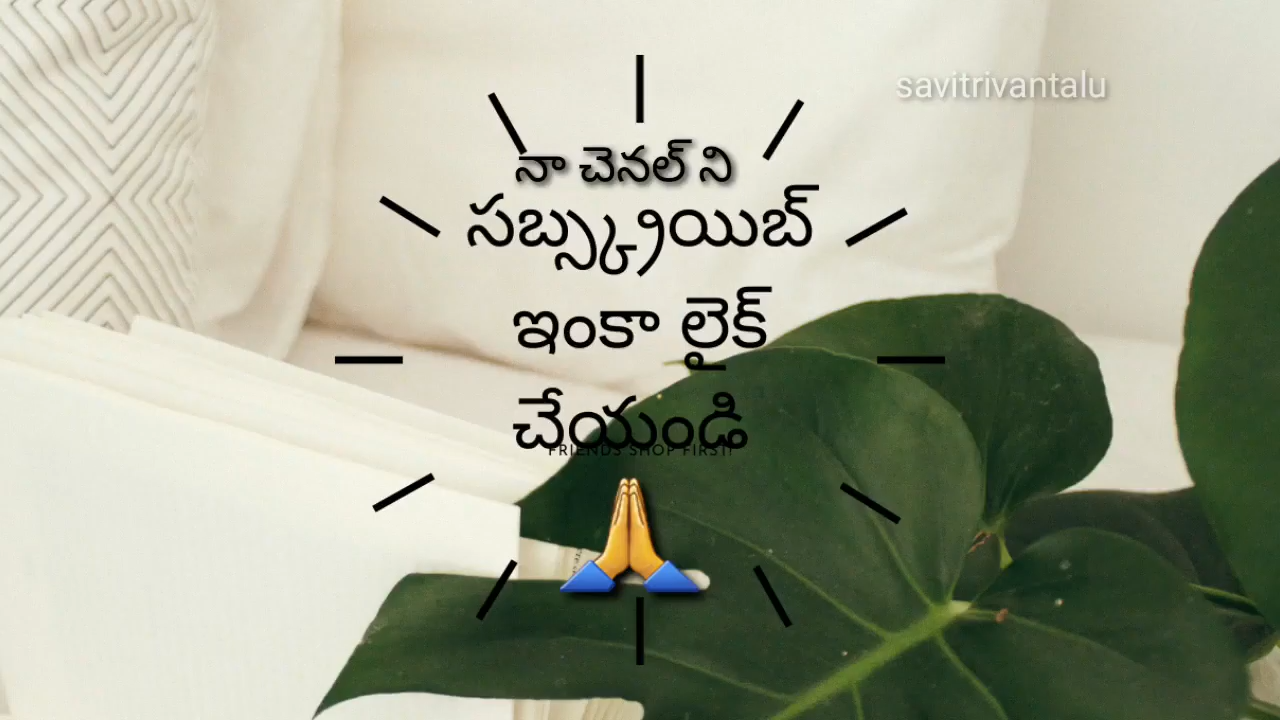 savitrivantalu
నా చెనల్ ని
సబ్స్క్రయిబ్
ఇంకా లైక్
చేయండి
FRIENDS SHOP FIRST!